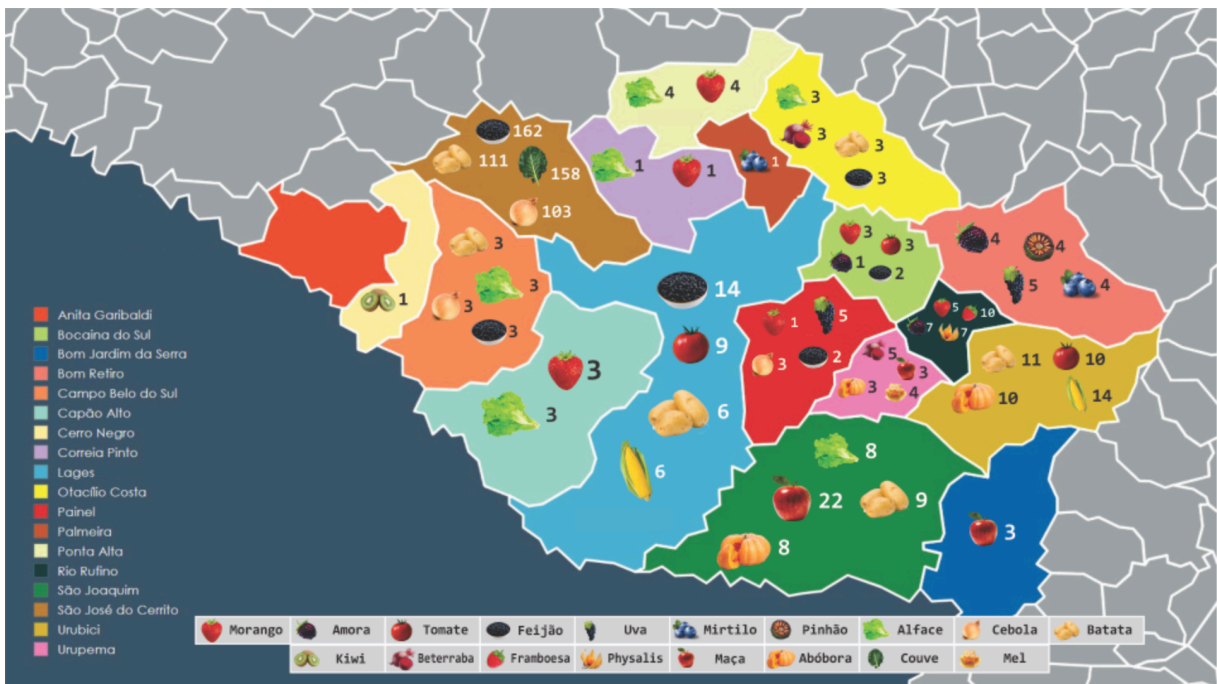 4 4
3
3 3
3
162
111 158
103
1 1
1
3
3
3
3
1
3 3
1 2
4 4
5 4
14
9
6
6
1 5
3 2
5 10
7 7
5
3
3 4
11 10
10 14
3
3
8
22 9
8
3
Anita Garibaldi
Bocaina do Sul
Bom Jardim da Serra
Bom Retiro
Campo Belo do Sul
Capão Alto
Cerro Negro
Correia Pinto
Lages
Otacílio Costa
Painel
Palmeira
Ponta Alta
Rio Rufino
São Joaquim
São José do Cerrito
Urubici
Urupema
Morango Amora Tomate Feijão Uva Mirtilo Pinhão Alface Cebola Batata
Kiwi Beterraba Framboesa Physalis Maça Abóbora Couve Mel